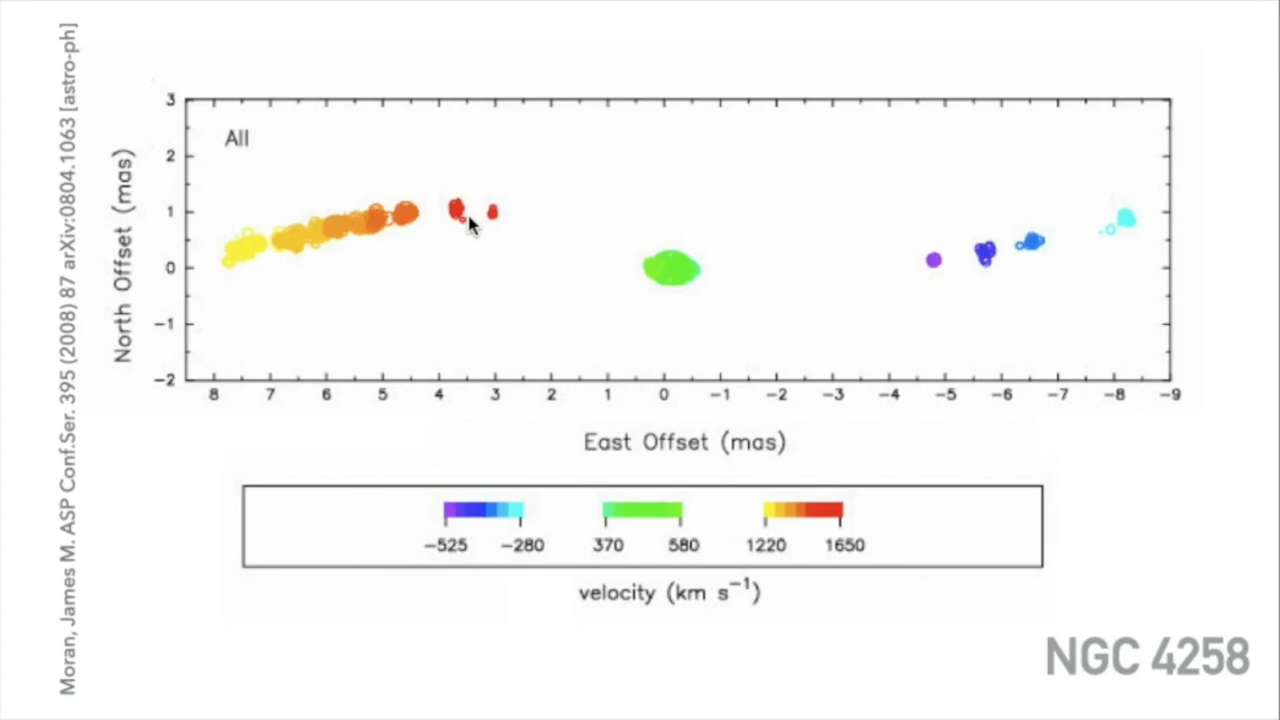 Moran, James M. ASP Conf.Ser. 395 (2008) 87 arXiv:0804.1063 [astro-ph]
All
North Offset (mas)
3
2
1
0
−1
−2
8 7 6 5 4 3 2 1 0 −1 −2 −3 −4 −5 −6 −7 −8 −9
East Offset (mas)
−525 −280 370 580 1220 1650
velocity (km s⁻¹)
NGC 4258